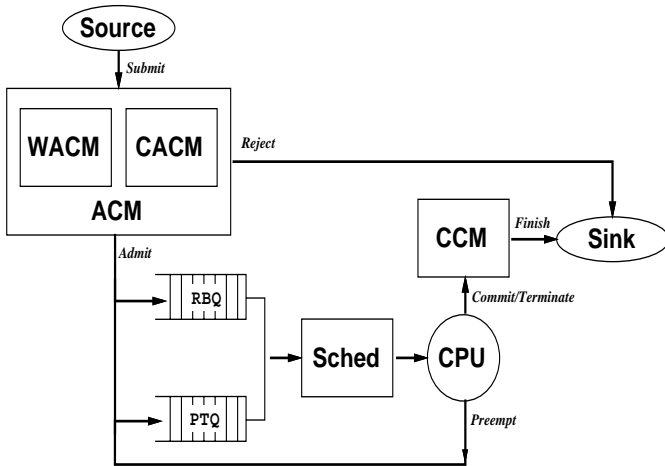 Source
Submit
WACM
CACM
ACM
Reject
Admit
RBQ
PTQ
Sched
CPU
Preempt
Commit/Terminate
CCM
Finish
Sink